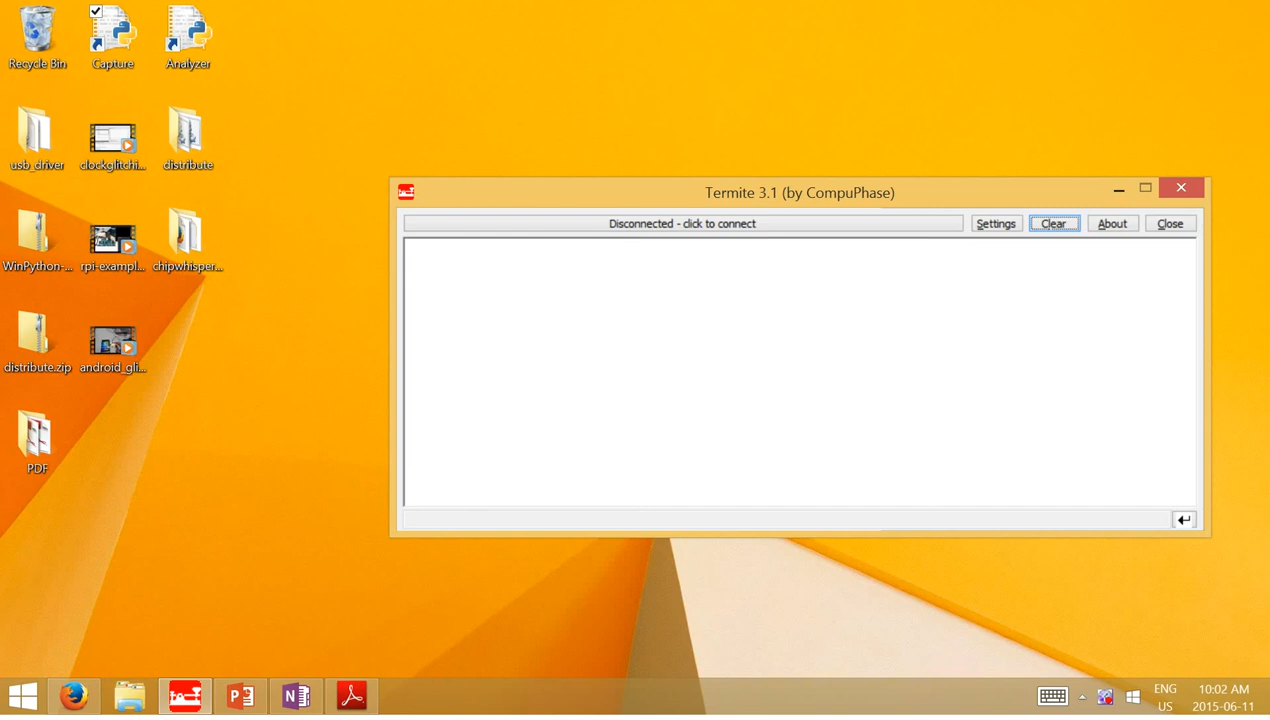 Recycle Bin
Capture
Analyzer
usb_driver
clockglitchi...
distribute
WinPython-...
rpi-exampl...
chipwhisper...
distribute.zip
android_gli...
PDF
Termite 3.1 (by CompuPhase)
Disconnected - click to connect
Settings
Clear
About
Close
ENG
US
10:02 AM
2015-06-11